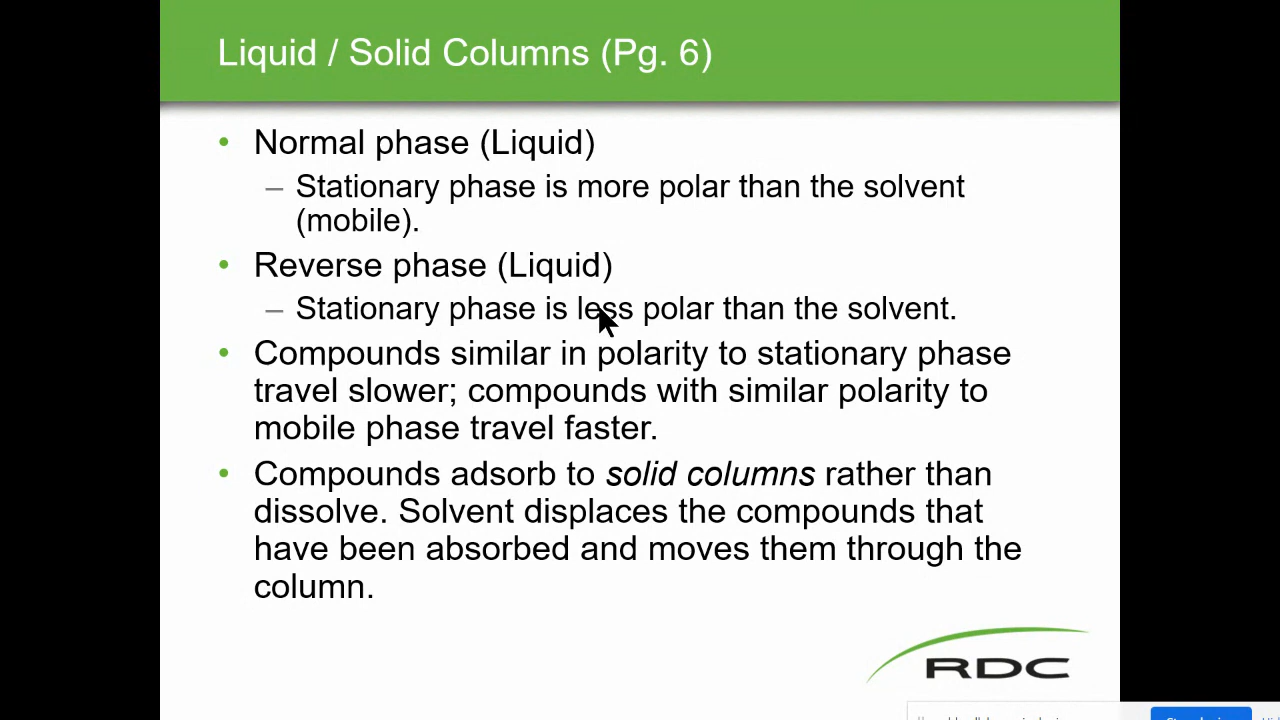 Liquid / Solid Columns (Pg. 6)
• Normal phase (Liquid)
– Stationary phase is more polar than the solvent
(mobile).
• Reverse phase (Liquid)
– Stationary phase is less polar than the solvent.
• Compounds similar in polarity to stationary phase
travel slower; compounds with similar polarity to
mobile phase travel faster.
• Compounds adsorb to solid columns rather than
dissolve. Solvent displaces the compounds that
have been absorbed and moves them through the
column.
RDC